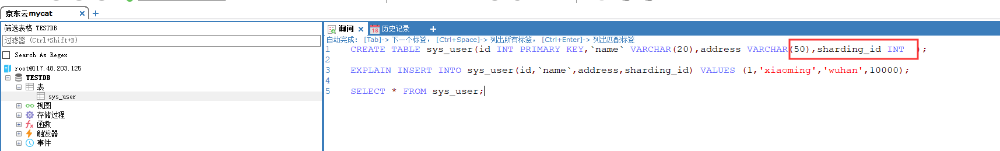 京东云mycat
筛选表格 TESTDB
过滤器 (Ctrl+Shift+B)
Search As Regex
root@117.48.203.125
TESTDB
表
sys_user
视图
存储过程
函数
触发器
事件
询问
18 历史记录
自动完成: [Tab]-> 下一个标签, [Ctrl+Space]-> 列出所有标签, [Ctrl+Enter]-> 列出匹配标签
1 CREATE TABLE sys_user(id INT PRIMARY KEY,`name` VARCHAR(20),address VARCHAR(50),sharding_id INT );
2
3 EXPLAIN INSERT INTO sys_user(id,`name`,address,sharding_id) VALUES (1,'xiaoming','wuhan',10000);
4
5 SELECT * FROM sys_user;